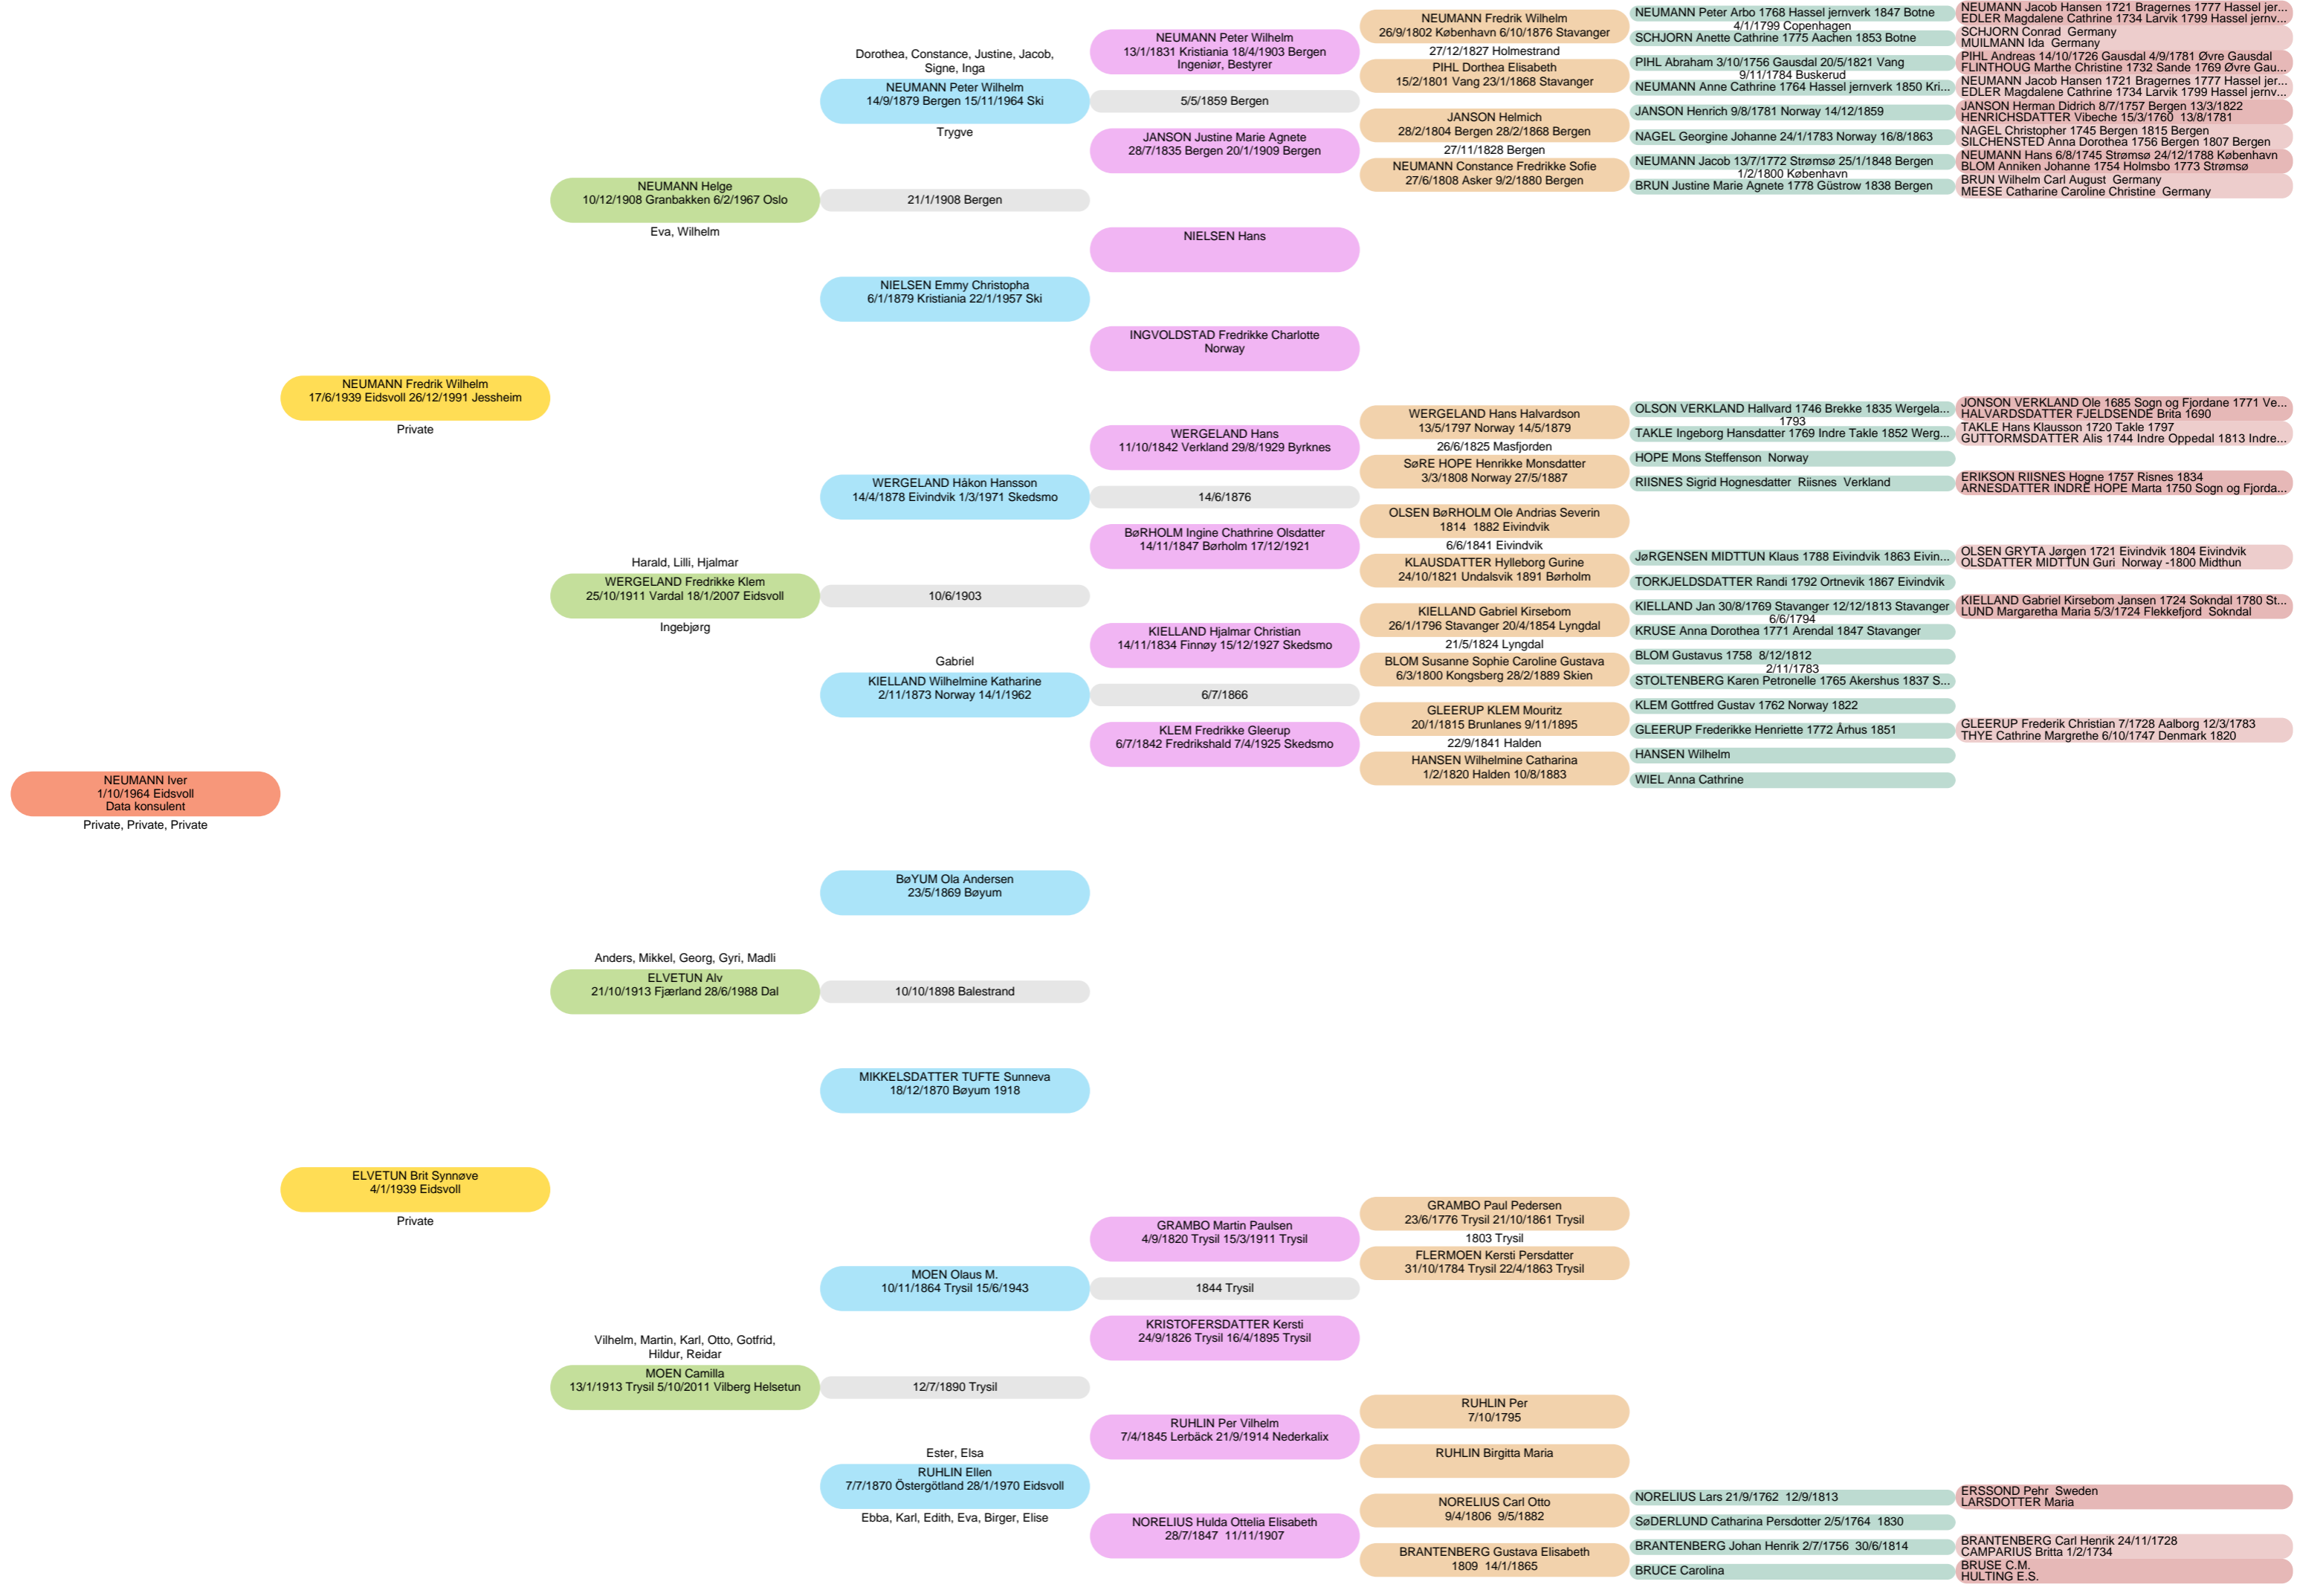 NEUMANN Iver
1/10/1964 Eidsvoll
Data konsulent
Private, Private, Private
NEUMANN Fredrik Wilhelm
17/6/1939 Eidsvoll 26/12/1991 Jessheim
Private
ELVETUN Brit Synnøve
4/1/1939 Eidsvoll
Private
NEUMANN Helge
10/12/1908 Granbakken 6/2/1967 Oslo
Eva, Wilhelm
Harald, Lilli, Hjalmar
WERGELAND Fredrikke Klem
25/10/1911 Vardal 18/1/2007 Eidsvoll
Ingebjørg
Anders, Mikkel, Georg, Gyri, Madli
ELVETUN Alv
21/10/1913 Fjærland 28/6/1988 Dal
Vilhelm, Martin, Karl, Otto, Gotfrid,
Hildur, Reidar
MOEN Camilla
13/1/1913 Trysil 5/10/2011 Vilberg Helsetun
Dorothea, Constance, Justine, Jacob,
Signe, Inga
NEUMANN Peter Wilhelm
14/9/1879 Bergen 15/11/1964 Ski
Trygve
21/1/1908 Bergen
NIELSEN Emmy Christopha
6/1/1879 Kristiania 22/1/1957 Ski
WERGELAND Håkon Hansson
14/4/1878 Eivindvik 1/3/1971 Skedsmo
10/6/1903
Gabriel
KIELLAND Wilhelmine Katharine
2/11/1873 Norway 14/1/1962
BøYUM Ola Andersen
23/5/1869 Bøyum
10/10/1898 Balestrand
MIKKELSDATTER TUFTE Sunneva
18/12/1870 Bøyum 1918
MOEN Olaus M.
10/11/1864 Trysil 15/6/1943
12/7/1890 Trysil
Ester, Elsa
RUHLIN Ellen
7/7/1870 Östergötland 28/1/1970 Eidsvoll
Ebba, Karl, Edith, Eva, Birger, Elise
NEUMANN Peter Wilhelm
13/1/1831 Kristiania 18/4/1903 Bergen
Ingeniør, Bestyrer
5/5/1859 Bergen
JANSON Justine Marie Agnete
28/7/1835 Bergen 20/1/1909 Bergen
NIELSEN Hans
INGVOLDSTAD Fredrikke Charlotte
Norway
WERGELAND Hans
11/10/1842 Verkland 29/8/1929 Byrknes
14/6/1876
BøRHOLM Ingine Chathrine Olsdatter
14/11/1847 Børholm 17/12/1921
KIELLAND Hjalmar Christian
14/11/1834 Finnøy 15/12/1927 Skedsmo
6/7/1866
KLEM Fredrikke Gleerup
6/7/1842 Fredrikshald 7/4/1925 Skedsmo
GRAMBO Martin Paulsen
4/9/1820 Trysil 15/3/1911 Trysil
1844 Trysil
KRISTOFERSDATTER Kersti
24/9/1826 Trysil 16/4/1895 Trysil
RUHLIN Per Vilhelm
7/4/1845 Lerbäck 21/9/1914 Nederkalix
NORELIUS Hulda Ottelia Elisabeth
28/7/1847 11/11/1907
NEUMANN Fredrik Wilhelm
26/9/1802 København 6/10/1876 Stavanger
27/12/1827 Holmestrand
PIHL Dorthea Elisabeth
15/2/1801 Vang 23/1/1868 Stavanger
JANSON Helmich
28/2/1804 Bergen 28/2/1868 Bergen
27/11/1828 Bergen
NEUMANN Constance Fredrikke Sofie
27/6/1808 Asker 9/2/1880 Bergen
WERGELAND Hans Halvardson
13/5/1797 Norway 14/5/1879
26/6/1825 Masfjorden
SøRE HOPE Henrikke Monsdatter
3/3/1808 Norway 27/5/1887
OLSEN BøRHOLM Ole Andrias Severin
1814 1882 Eivindvik
6/6/1841 Eivindvik
KLAUSDATTER Hylleborg Gurine
24/10/1821 Undalsvik 1891 Børholm
KIELLAND Gabriel Kirsebom
26/1/1796 Stavanger 20/4/1854 Lyngdal
21/5/1824 Lyngdal
BLOM Susanne Sophie Caroline Gustava
6/3/1800 Kongsberg 28/2/1889 Skien
GLEERUP KLEM Mouritz
20/1/1815 Brunlanes 9/11/1895
22/9/1841 Halden
HANSEN Wilhelmine Catharina
1/2/1820 Halden 10/8/1883
GRAMBO Paul Pedersen
23/6/1776 Trysil 21/10/1861 Trysil
1803 Trysil
FLERMOEN Kersti Persdatter
31/10/1784 Trysil 22/4/1863 Trysil
RUHLIN Per
7/10/1795
RUHLIN Birgitta Maria
NORELIUS Carl Otto
9/4/1806 9/5/1882
BRANTENBERG Gustava Elisabeth
1809 14/1/1865
NEUMANN Peter Arbo 1768 Hassel jernverk 1847 Botne
4/1/1799 Copenhagen
SCHJORN Anette Cathrine 1775 Aachen 1853 Botne
PIHL Abraham 3/10/1756 Gausdal 20/5/1821 Vang
9/11/1784 Buskerud
NEUMANN Anne Cathrine 1764 Hassel jernverk 1850 Kri...
JANSON Henrich 9/8/1781 Norway 14/12/1859
NAGEL Georgine Johanne 24/1/1783 Norway 16/8/1863
NEUMANN Jacob 13/7/1772 Strømsø 25/1/1848 Bergen
1/2/1800 København
BRUN Justine Marie Agnete 1778 Güstrow 1838 Bergen
OLSON VERKLAND Hallvard 1746 Brekke 1835 Wergela...
1793
TAKLE Ingeborg Hansdatter 1769 Indre Takle 1852 Werg...
HOPE Mons Steffenson Norway
RIISNES Sigrid Hognesdatter Riisnes Verkland
JøRGENSEN MIDTTUN Klaus 1788 Eivindvik 1863 Eivin...
TORKJELDSDATTER Randi 1792 Ortnevik 1867 Eivindvik
KIELLAND Jan 30/8/1769 Stavanger 12/12/1813 Stavanger
6/6/1794
KRUSE Anna Dorothea 1771 Arendal 1847 Stavanger
BLOM Gustavus 1758 8/12/1812
2/11/1783
STOLTENBERG Karen Petronelle 1765 Akershus 1837 S...
KLEM Gottfred Gustav 1762 Norway 1822
GLEERUP Frederikke Henriette 1772 Århus 1851
HANSEN Wilhelm
WIEL Anna Cathrine
NORELIUS Lars 21/9/1762 12/9/1813
SøDERLUND Catharina Persdotter 2/5/1764 1830
BRANTENBERG Johan Henrik 2/7/1756 30/6/1814
BRUCE Carolina
NEUMANN Jacob Hansen 1721 Bragernes 1777 Hassel jer...
EDLER Magdalene Cathrine 1734 Larvik 1799 Hassel jernv...
SCHJORN Conrad Germany
MUILMANN Ida Germany
PIHL Andreas 14/10/1726 Gausdal 4/9/1781 Øvre Gausdal
FLINTHOUG Marthe Christine 1732 Sande 1769 Øvre Gau...
NEUMANN Jacob Hansen 1721 Bragernes 1777 Hassel jer...
EDLER Magdalene Cathrine 1734 Larvik 1799 Hassel jernv...
JANSON Herman Didrich 8/7/1757 Bergen 13/3/1822
HENRICHSDATTER Vibeche 15/3/1760 13/8/1781
NAGEL Christopher 1745 Bergen 1815 Bergen
SILCHENSTED Anna Dorothea 1756 Bergen 1807 Bergen
NEUMANN Hans 6/8/1745 Strømsø 24/12/1788 København
BLOM Anniken Johanne 1754 Holmsbo 1773 Strømsø
BRUN Wilhelm Carl August Germany
MEESE Catharine Caroline Christine Germany
JONSON VERKLAND Ole 1685 Sogn og Fjordane 1771 Ve...
HALVARDSDATTER FJELDSENDE Brita 1690
TAKLE Hans Klausson 1720 Takle 1797
GUTTORMSDATTER Alis 1744 Indre Oppedal 1813 Indre...
ERIKSON RIISNES Hogne 1757 Risnes 1834
ARNESDATTER INDRE HOPE Marta 1750 Sogn og Fjorda...
OLSEN GRYTA Jørgen 1721 Eivindvik 1804 Eivindvik
OLSDATTER MIDTTUN Guri Norway -1800 Midthun
KIELLAND Gabriel Kirsebom Jansen 1724 Sokndal 1780 St...
LUND Margaretha Maria 5/3/1724 Flekkefjord Sokndal
GLEERUP Frederik Christian 7/1728 Aalborg 12/3/1783
THYE Cathrine Margrethe 6/10/1747 Denmark 1820
ERSSOND Pehr Sweden
LARSDOTTER Maria
BRANTENBERG Carl Henrik 24/11/1728
CAMPARIUS Britta 1/2/1734
BRUSE C.M.
HULTING E.S.